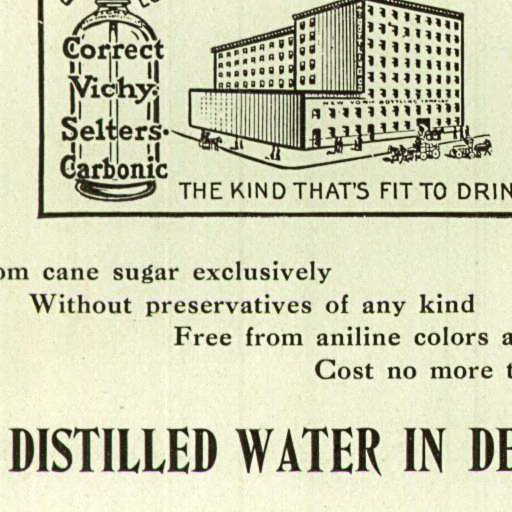 Correct
Vichy.
Selters.
Carbonic
NEW YORK BOTTLING COMPANY
THE KIND THAT'S FIT TO DRIN
om cane sugar exclusively
Without preservatives of any kind
Free from aniline colors a
Cost no more t
DISTILLED WATER IN DE